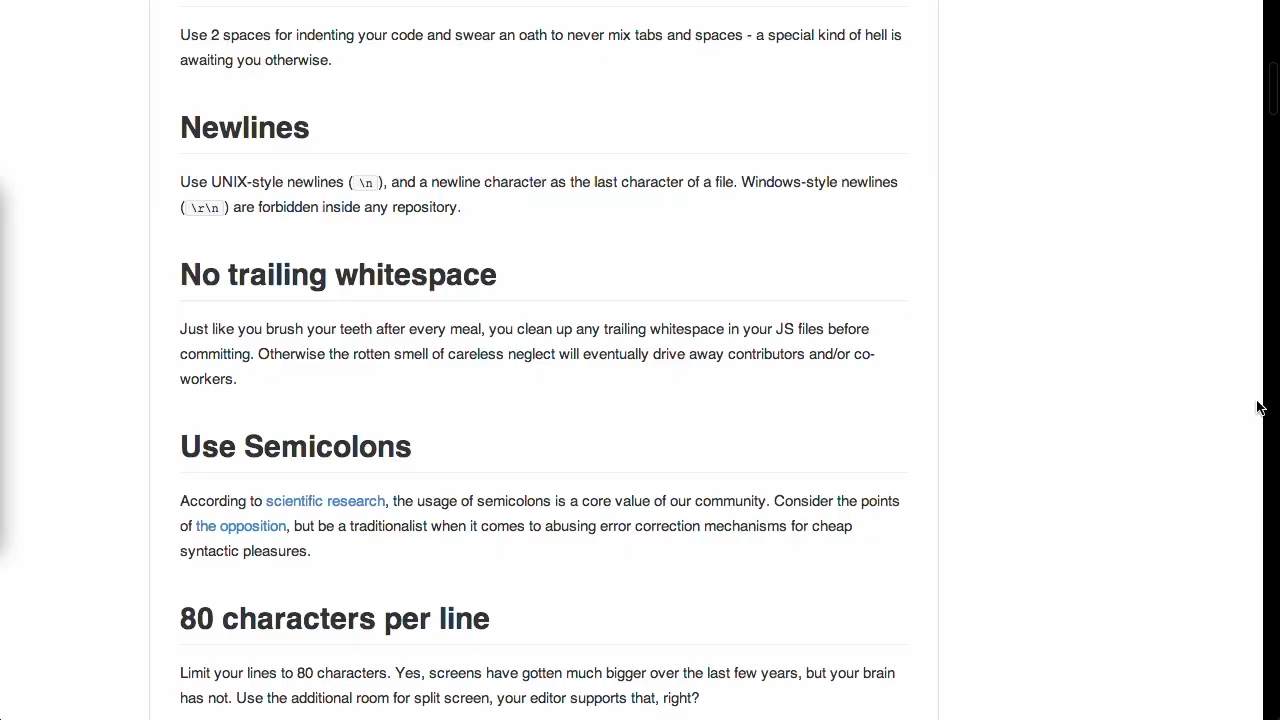 Use 2 spaces for indenting your code and swear an oath to never mix tabs and spaces - a special kind of hell is
awaiting you otherwise.
Newlines
Use UNIX-style newlines ( \n ), and a newline character as the last character of a file. Windows-style newlines
( \r\n ) are forbidden inside any repository.
No trailing whitespace
Just like you brush your teeth after every meal, you clean up any trailing whitespace in your JS files before
committing. Otherwise the rotten smell of careless neglect will eventually drive away contributors and/or co-
workers.
Use Semicolons
According to scientific research, the usage of semicolons is a core value of our community. Consider the points
of the opposition, but be a traditionalist when it comes to abusing error correction mechanisms for cheap
syntactic pleasures.
80 characters per line
Limit your lines to 80 characters. Yes, screens have gotten much bigger over the last few years, but your brain
has not. Use the additional room for split screen, your editor supports that, right?